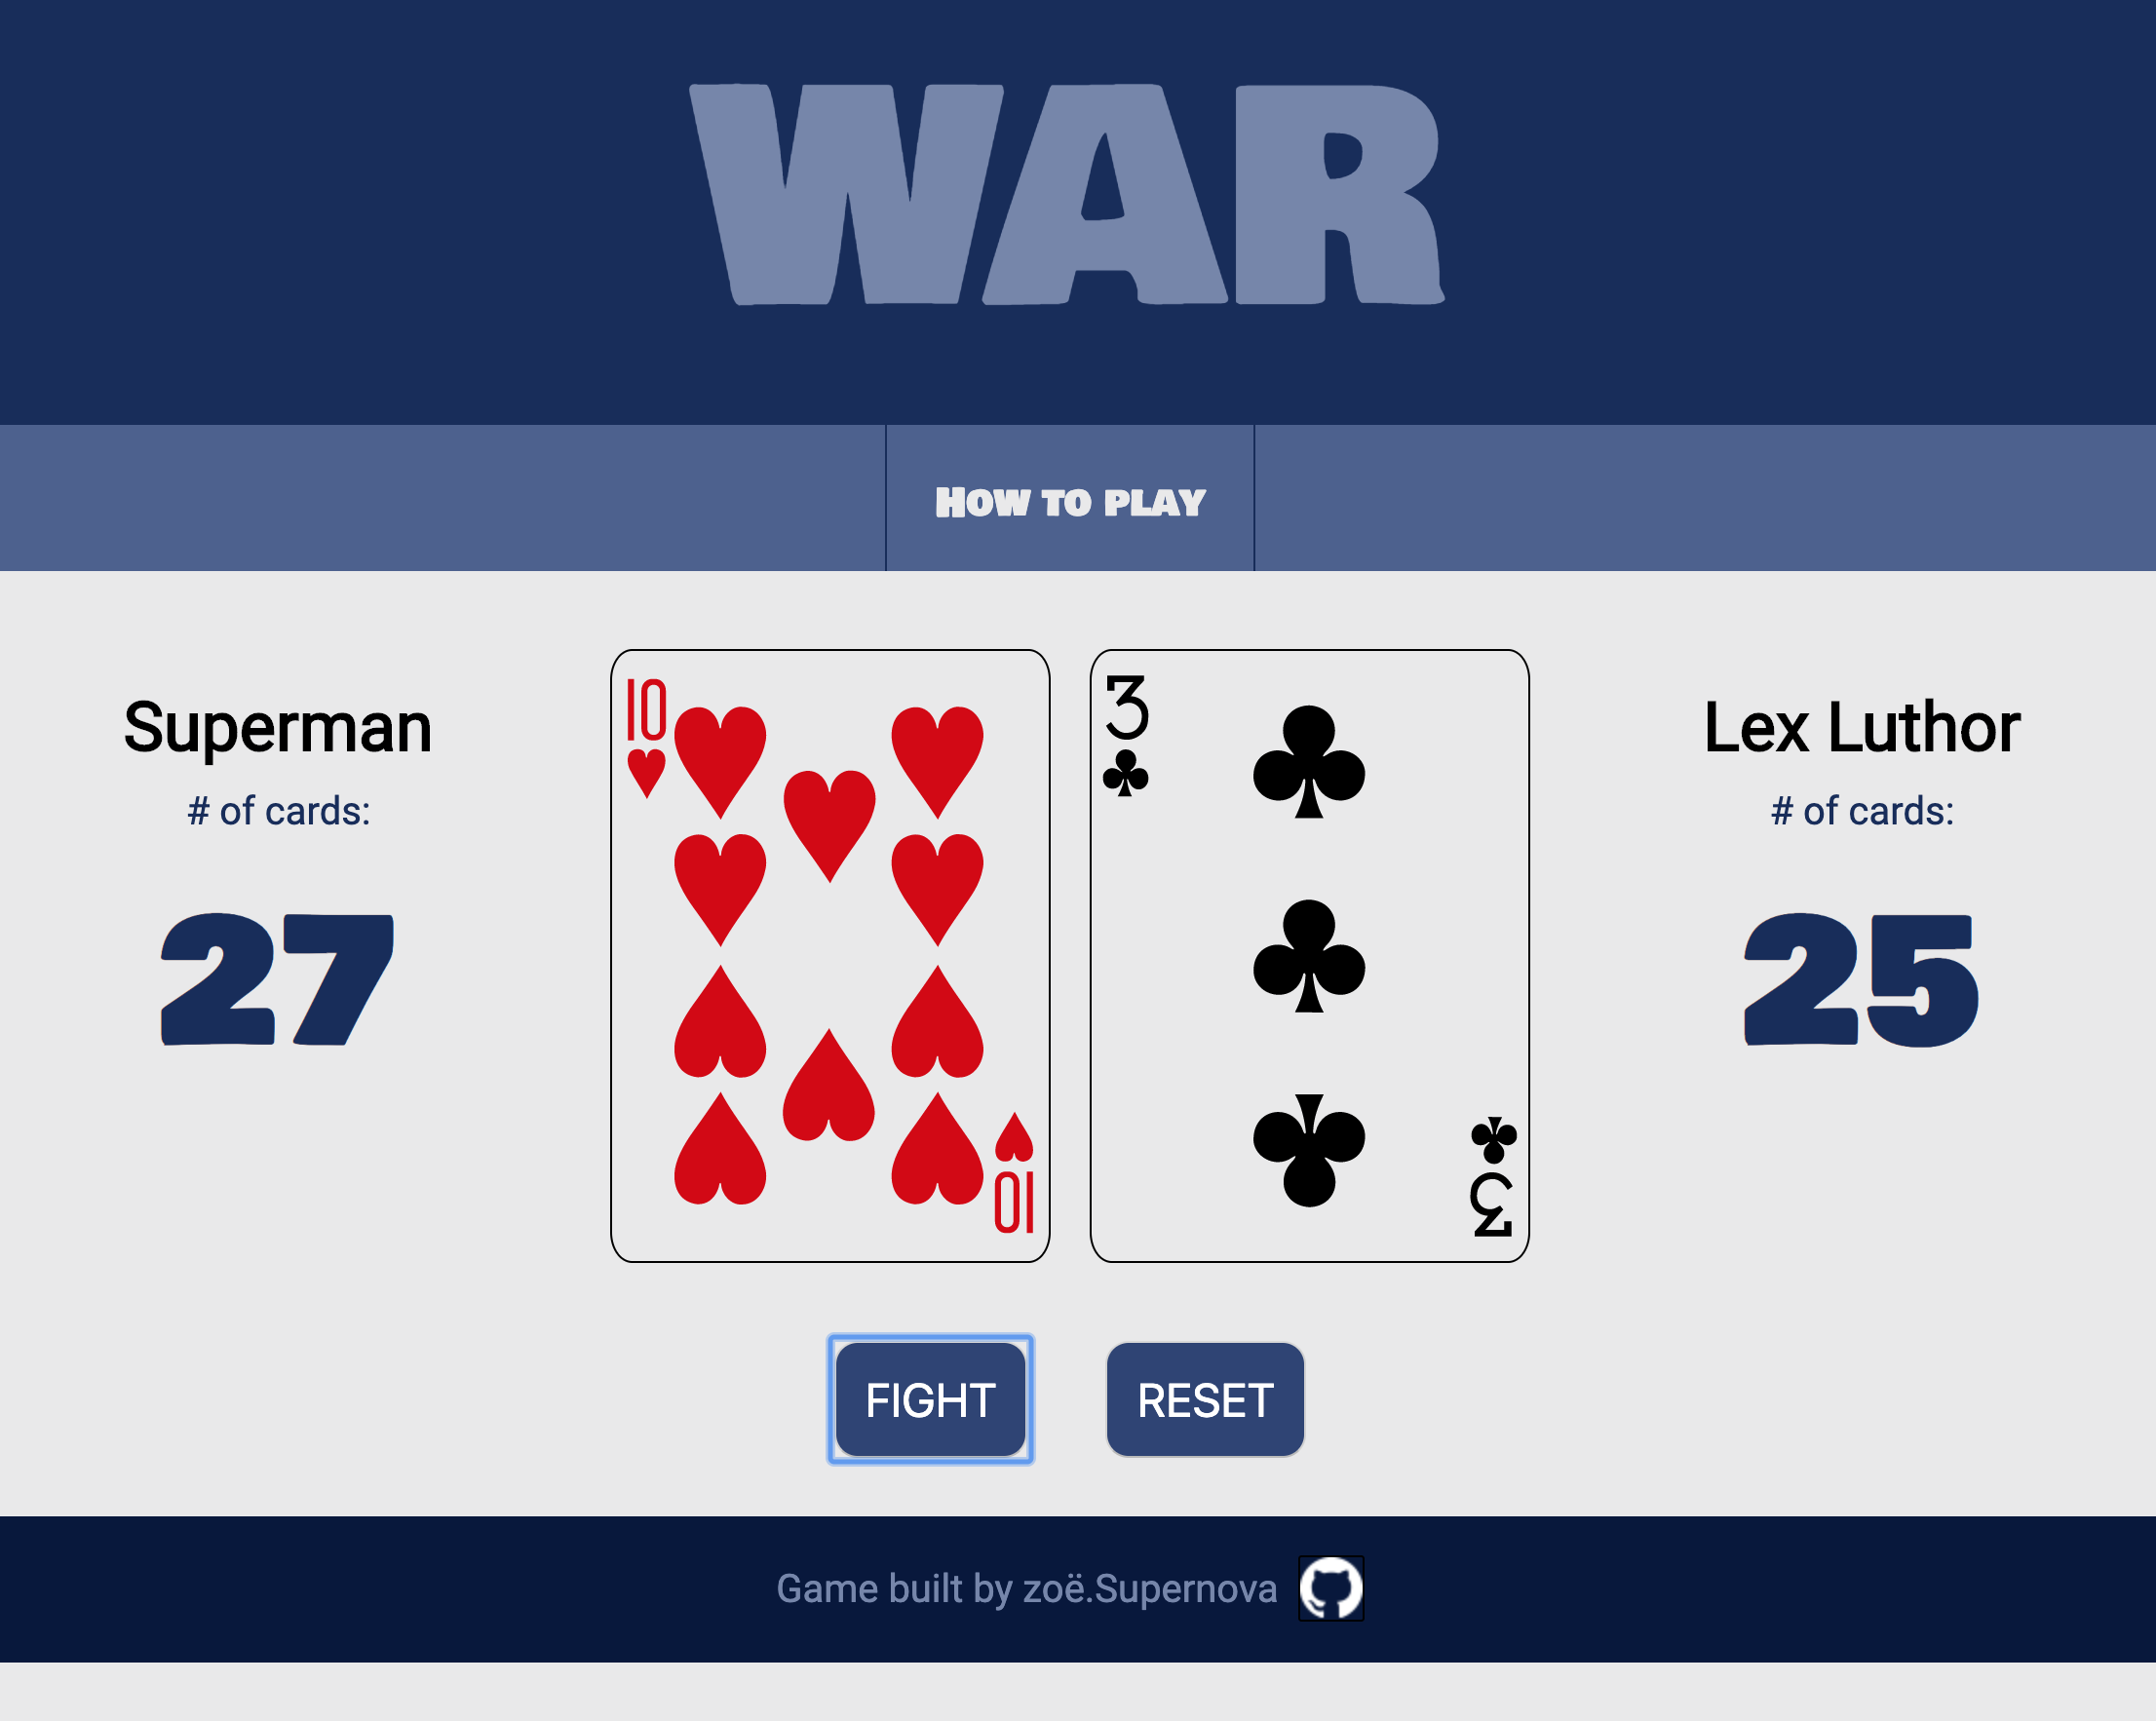 WAR
HOW TO PLAY
Superman
# of cards:
27
10
10
3
3
Lex Luthor
# of cards:
25
FIGHT
RESET
Game built by zoë.Supernova